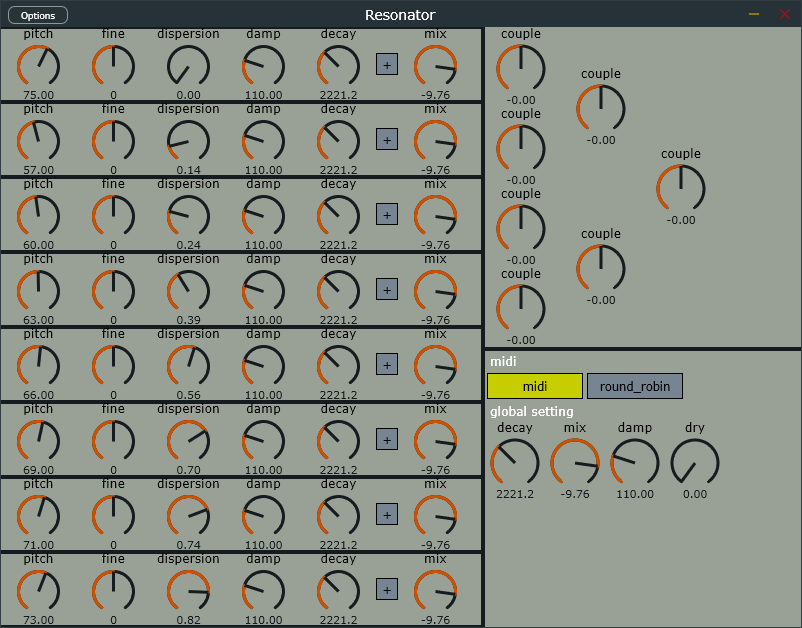 Options
Resonator
pitch fine dispersion damp decay mix
+
75.00 0 0.00 110.00 2221.2 -9.76
pitch fine dispersion damp decay mix
+
57.00 0 0.14 110.00 2221.2 -9.76
pitch fine dispersion damp decay mix
+
60.00 0 0.24 110.00 2221.2 -9.76
pitch fine dispersion damp decay mix
+
63.00 0 0.39 110.00 2221.2 -9.76
pitch fine dispersion damp decay mix
+
66.00 0 0.56 110.00 2221.2 -9.76
pitch fine dispersion damp decay mix
+
69.00 0 0.70 110.00 2221.2 -9.76
pitch fine dispersion damp decay mix
+
71.00 0 0.74 110.00 2221.2 -9.76
pitch fine dispersion damp decay mix
+
73.00 0 0.82 110.00 2221.2 -9.76
couple
-0.00
couple
-0.00
couple
-0.00
couple
-0.00
couple
-0.00
couple
-0.00
couple
-0.00
midi
midi round_robin
global setting
decay mix damp dry
2221.2 -9.76 110.00 0.00